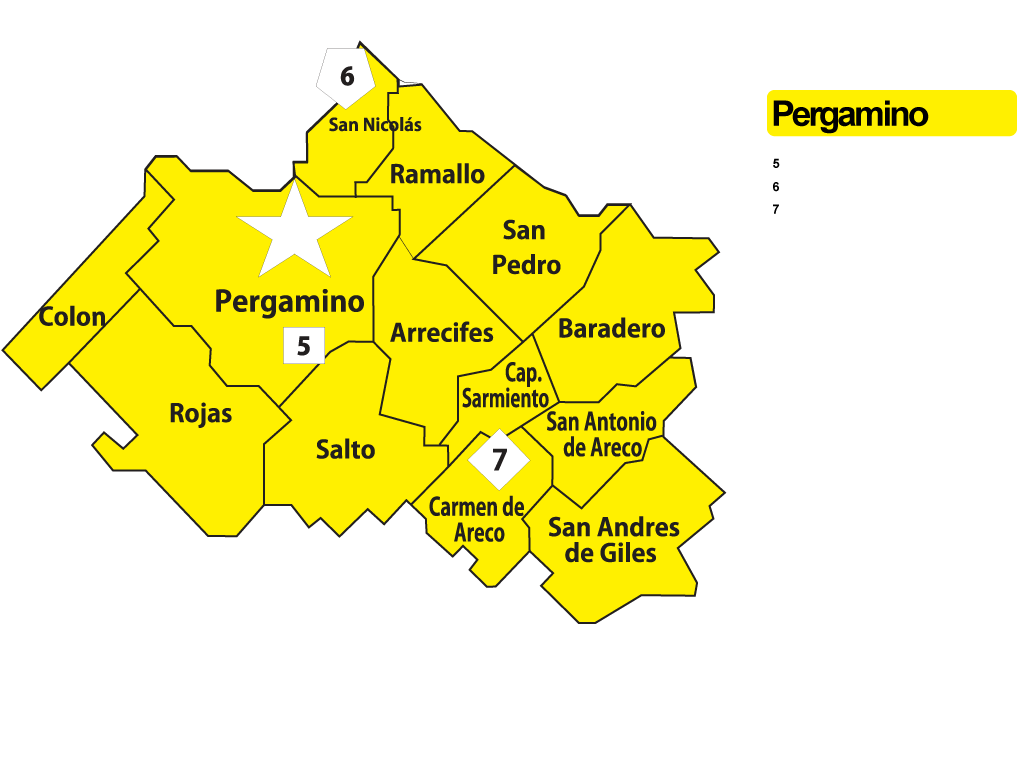 6
San Nicolás
Ramallo
San
Pedro
Pergamino
5
Colon
Arrecifes
Baradero
Cap.
Sarmiento
Rojas
Salto
San Antonio
de Areco
7
Carmen de
Areco
San Andres
de Giles
Pergamino
5
6
7